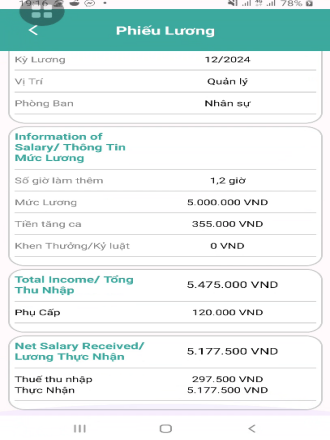 19:16
78%
Phiếu Lương
Kỳ Lương 12/2024
Vị Trí Quản lý
Phòng Ban Nhân sự
Information of
Salary/ Thông Tin
Mức Lương
Số giờ làm thêm 1,2 giờ
Mức Lương 5.000.000 VND
Tiền tăng ca 355.000 VND
Khen Thưởng/Kỷ luật 0 VND
Total Income/ Tổng
Thu Nhập 5.475.000 VND
Phụ Cấp 120.000 VND
Net Salary Received/
Lương Thực Nhận 5.177.500 VND
Thuế thu nhập 297.500 VND
Thực Nhận 5.177.500 VND